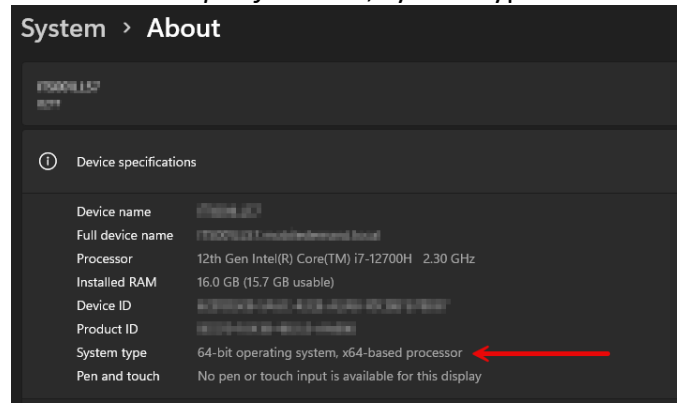 System > About
Device specifications
Device name
Full device name
Processor 12th Gen Intel(R) Core(TM) i7-12700H 2.30 GHz
Installed RAM 16.0 GB (15.7 GB usable)
Device ID
Product ID
System type 64-bit operating system, x64-based processor
Pen and touch No pen or touch input is available for this display